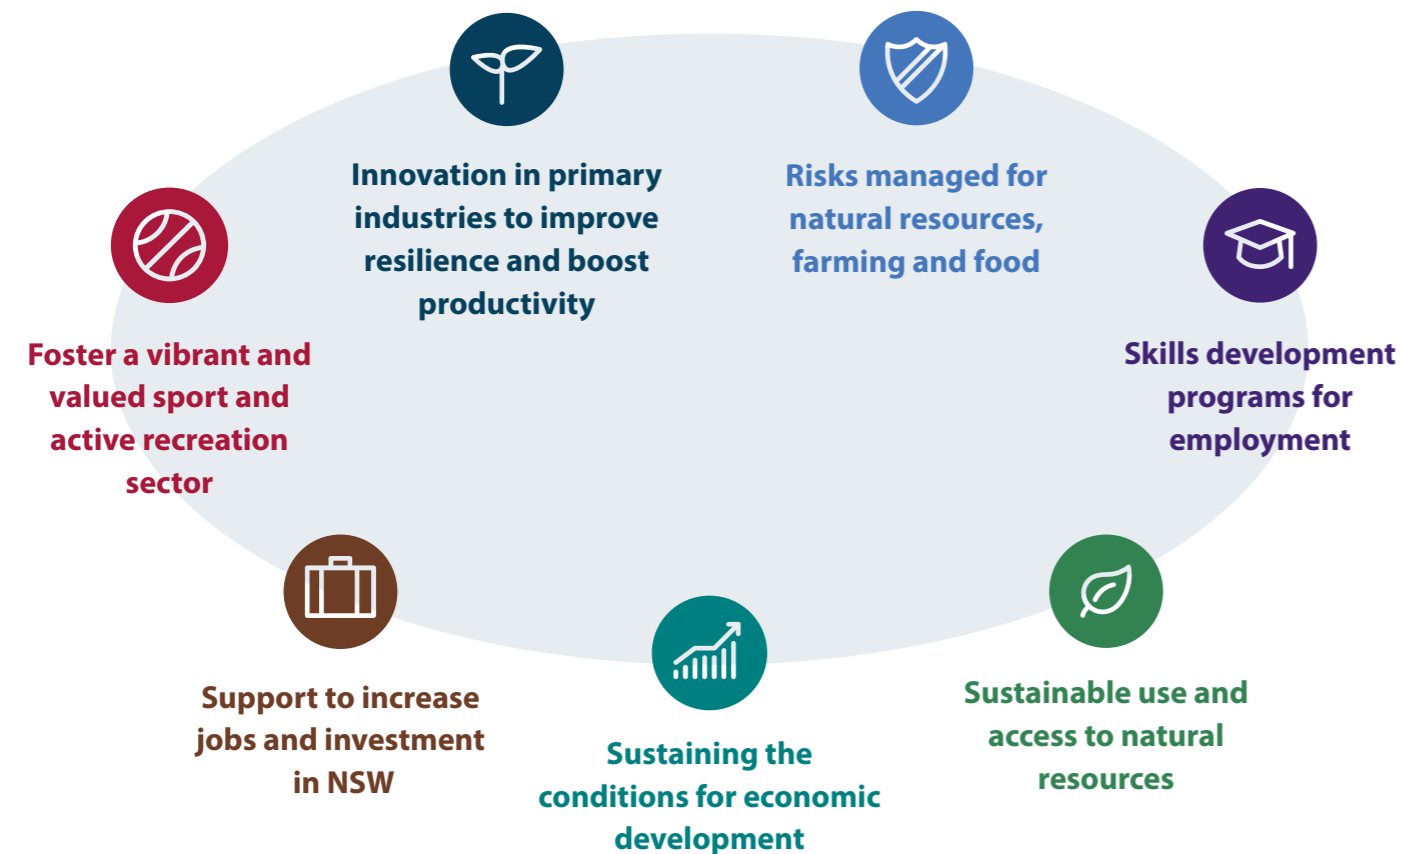 Innovation in primary
industries to improve
resilience and boost
productivity
Risks managed for
natural resources,
farming and food
Foster a vibrant and
valued sport and
active recreation
sector
Skills development
programs for
employment
Support to increase
jobs and investment
in NSW
Sustaining the
conditions for economic
development
Sustainable use and
access to natural
resources